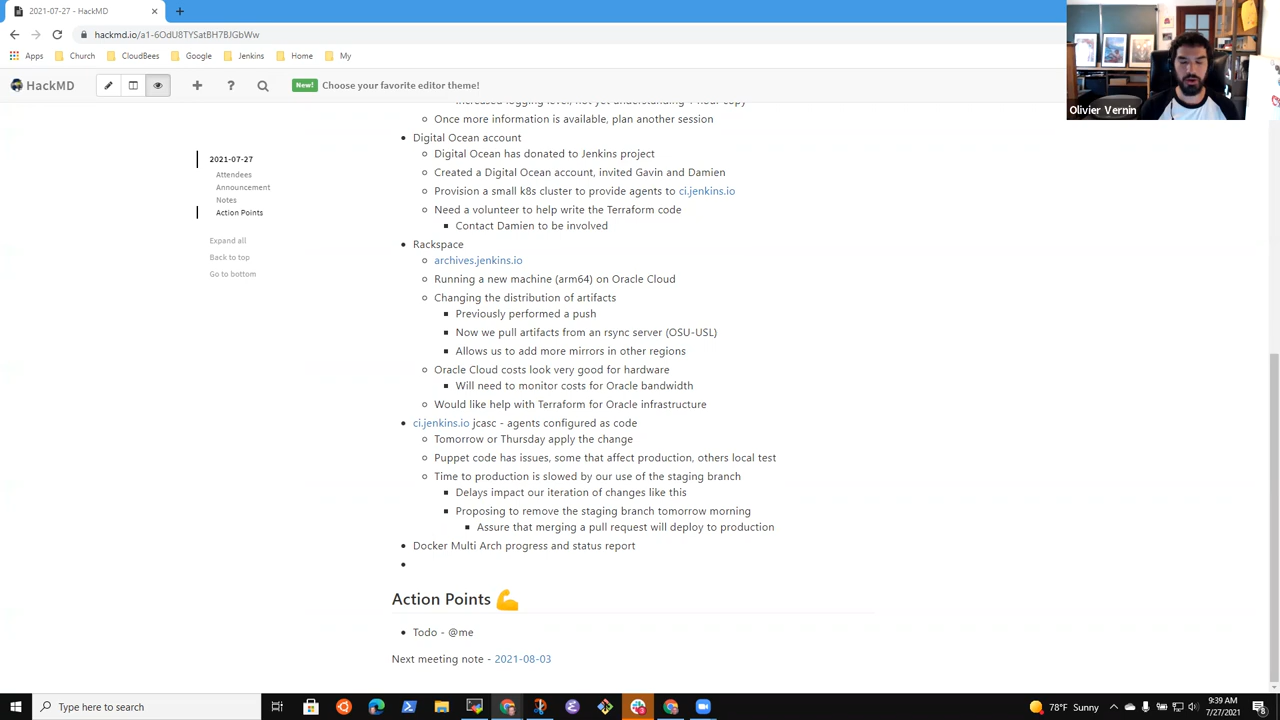 2021-07-27 - HackMD
hackmd.io/a1-6OdU8TYSatBH7BJGbWw
Apps
Church
CloudBees
Google
Jenkins
Home
My
HackMD
New!
Choose your favorite editor theme!
Olivier Vernin
2021-07-27
Attendees
Announcement
Notes
Action Points
Expand all
Back to top
Go to bottom
Once more information is available, plan another session
Digital Ocean account
Digital Ocean has donated to Jenkins project
Created a Digital Ocean account, invited Gavin and Damien
Provision a small k8s cluster to provide agents to ci.jenkins.io
Need a volunteer to help write the Terraform code
Contact Damien to be involved
Rackspace
archives.jenkins.io
Running a new machine (arm64) on Oracle Cloud
Changing the distribution of artifacts
Previously performed a push
Now we pull artifacts from an rsync server (OSU-USL)
Allows us to add more mirrors in other regions
Oracle Cloud costs look very good for hardware
Will need to monitor costs for Oracle bandwidth
Would like help with Terraform for Oracle infrastructure
ci.jenkins.io jcasc - agents configured as code
Tomorrow or Thursday apply the change
Puppet code has issues, some that affect production, others local test
Time to production is slowed by our use of the staging branch
Delays impact our iteration of changes like this
Proposing to remove the staging branch tomorrow morning
Assure that merging a pull request will deploy to production
Docker Multi Arch progress and status report
Action Points 💪
Todo - @me
Next meeting note - 2021-08-03
Type here to search
78°F Sunny
9:39 AM
7/27/2021